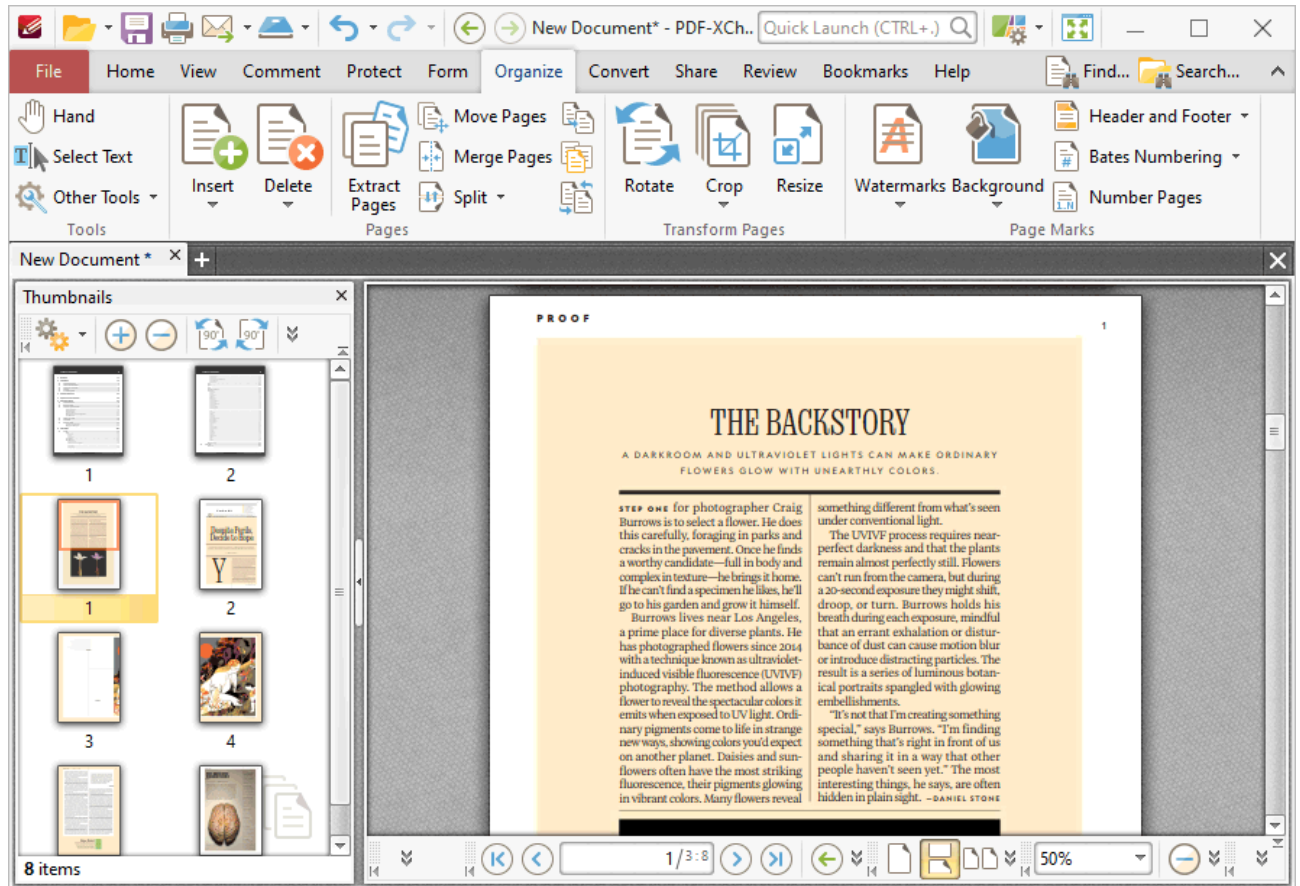 New Document* - PDF-XCh..
Quick Launch (CTRL+.)
File
Home
View
Comment
Protect
Form
Organize
Convert
Share
Review
Bookmarks
Help
Find...
Search...
Hand
Select Text
Other Tools
Tools
Insert
Delete
Extract
Pages
Move Pages
Merge Pages
Split
Pages
Rotate
Crop
Resize
Transform Pages
Watermarks
Background
Header and Footer
Bates Numbering
Number Pages
Page Marks
New Document *
Thumbnails
90°
90°
1
2
1
Despite Perils,
Decide to Hope
Y
2
3
4
8 items
PROOF
1
THE BACKSTORY
A DARKROOM AND ULTRAVIOLET LIGHTS CAN MAKE ORDINARY
FLOWERS GLOW WITH UNEARTHLY COLORS.
STEP ONE for photographer Craig
Burrows is to select a flower. He does
this carefully, foraging in parks and
cracks in the pavement. Once he finds
a worthy candidate—full in body and
complex in texture—he brings it home.
If he can't find a specimen he likes, he'll
go to his garden and grow it himself.
Burrows lives near Los Angeles,
a prime place for diverse plants. He
has photographed flowers since 2014
with a technique known as ultraviolet-
induced visible fluorescence (UVIVF)
photography. The method allows a
flower to reveal the spectacular colors it
emits when exposed to UV light. Ordi-
nary pigments come to life in strange
new ways, showing colors you'd expect
on another planet. Daisies and sun-
flowers often have the most striking
fluorescence, their pigments glowing
in vibrant colors. Many flowers reveal
something different from what's seen
under conventional light.
The UVIVF process requires near-
perfect darkness and that the plants
remain almost perfectly still. Flowers
can't run from the camera, but during
a 20-second exposure they might shift,
droop, or turn. Burrows holds his
breath during each exposure, mindful
that an errant exhalation or distur-
bance of dust can cause motion blur
or introduce distracting particles. The
result is a series of luminous botan-
ical portraits spangled with glowing
embellishments.
"It's not that I'm creating something
special," says Burrows. "I'm finding
something that's right in front of us
and sharing it in a way that other
people haven't seen yet." The most
interesting things, he says, are often
hidden in plain sight. —DANIEL STONE
1/3:8
50%